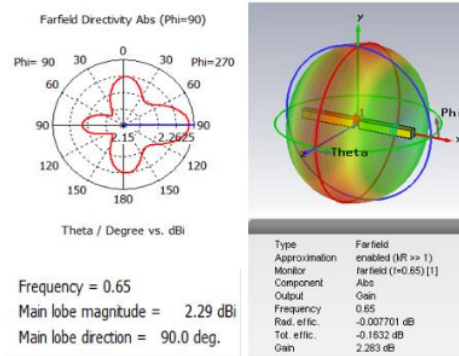 Farfield Directivity Abs (Phi=90)
Phi= 90 30 0 30 Phi=270
60 60
90 2.15 2.2625 90
120 120
150 180 150
Theta / Degree vs. dBi
Frequency = 0.65
Main lobe magnitude = 2.29 dBi
Main lobe direction = 90.0 deg.
y
Ph
x
Theta
Type Farfield
Approximation enabled (kR >> 1)
Monitor farfield (f=0.65) [1]
Component Abs
Output Gain
Frequency 0.65
Rad. effic. -0.007701 dB
Tot. effic. -0.1632 dB
Gain 2.283 dB